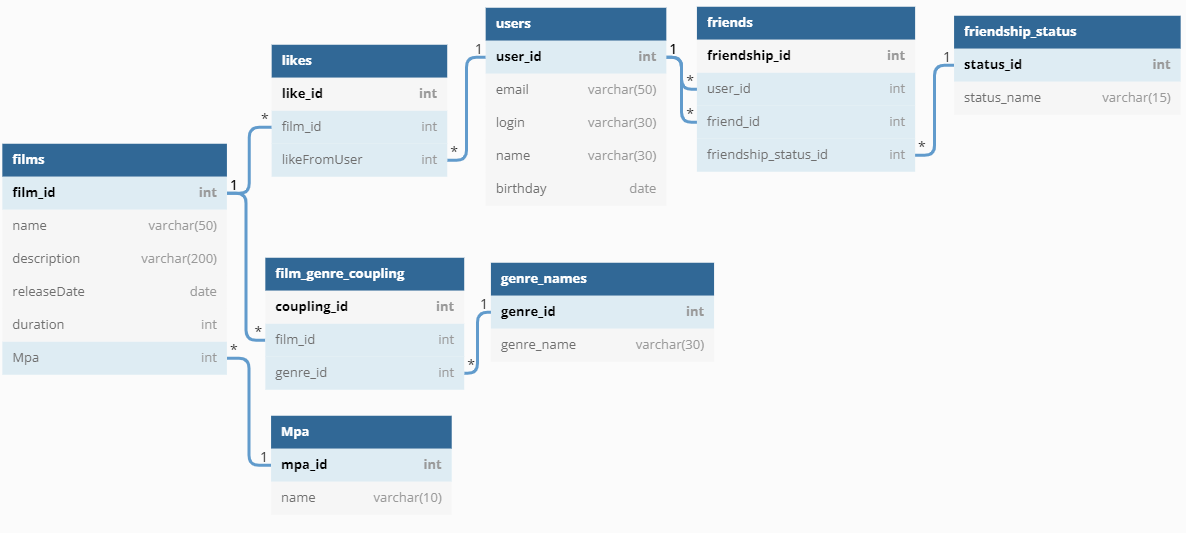 users
user_id int
email varchar(50)
login varchar(30)
name varchar(30)
birthday date
friends
friendship_id int
user_id int
friend_id int
friendship_status_id int
friendship_status
status_id int
status_name varchar(15)
likes
like_id int
film_id int
likeFromUser int
films
film_id int
name varchar(50)
description varchar(200)
releaseDate date
duration int
Mpa int
film_genre_coupling
coupling_id int
film_id int
genre_id int
genre_names
genre_id int
genre_name varchar(30)
Mpa
mpa_id int
name varchar(10)
1
1
*
*
1
*
*
*
1
*
*
1
*
1